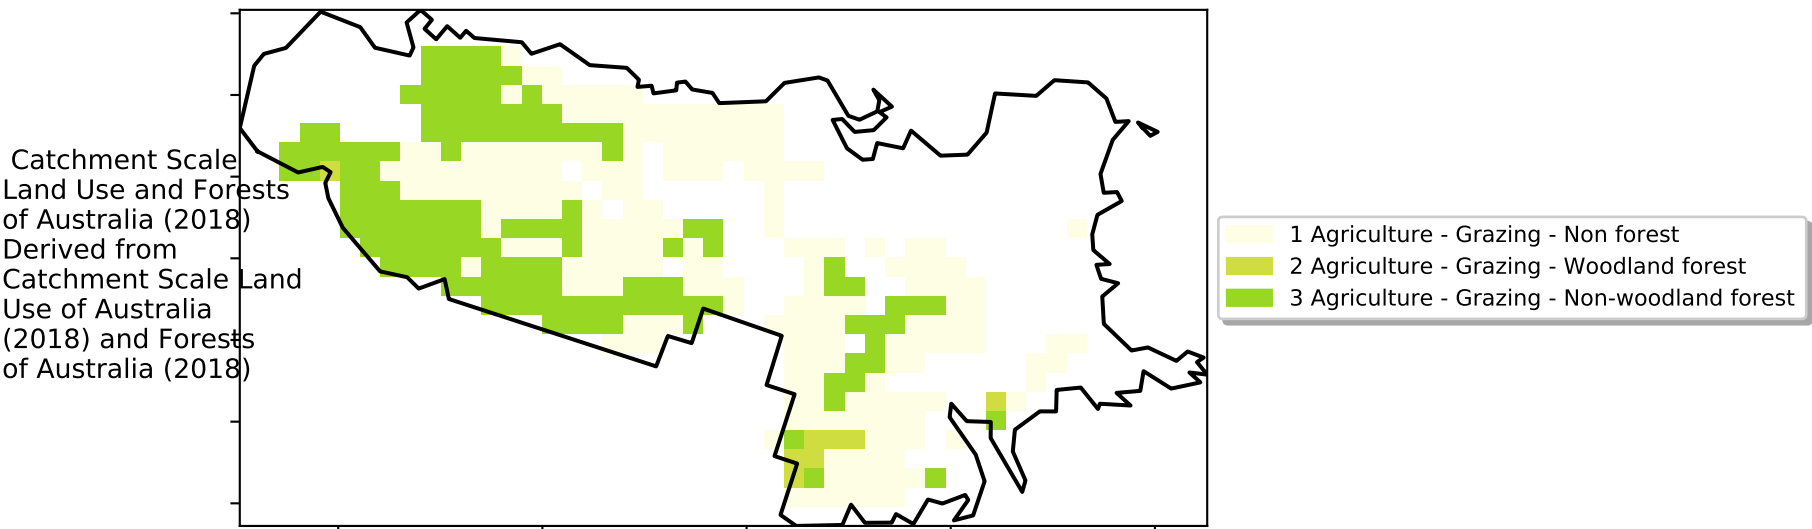 Catchment Scale
Land Use and Forests
of Australia (2018)
Derived from
Catchment Scale Land
Use of Australia
(2018) and Forests
of Australia (2018)
1 Agriculture - Grazing - Non forest
2 Agriculture - Grazing - Woodland forest
3 Agriculture - Grazing - Non-woodland forest